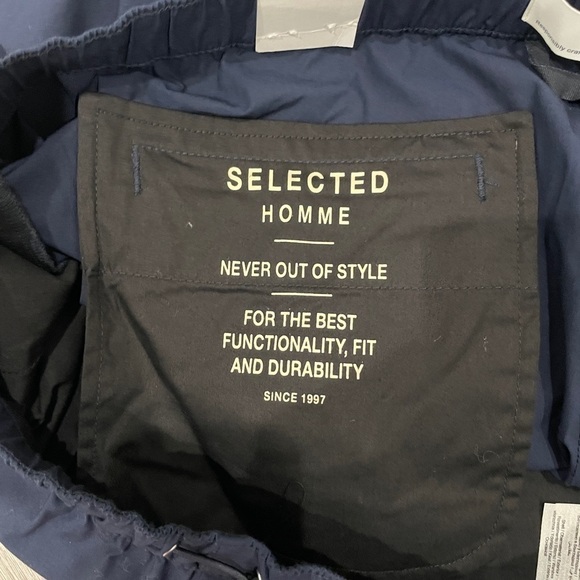 SELECTED
HOMME
NEVER OUT OF STYLE
FOR THE BEST
FUNCTIONALITY, FIT
AND DURABILITY
SINCE 1997